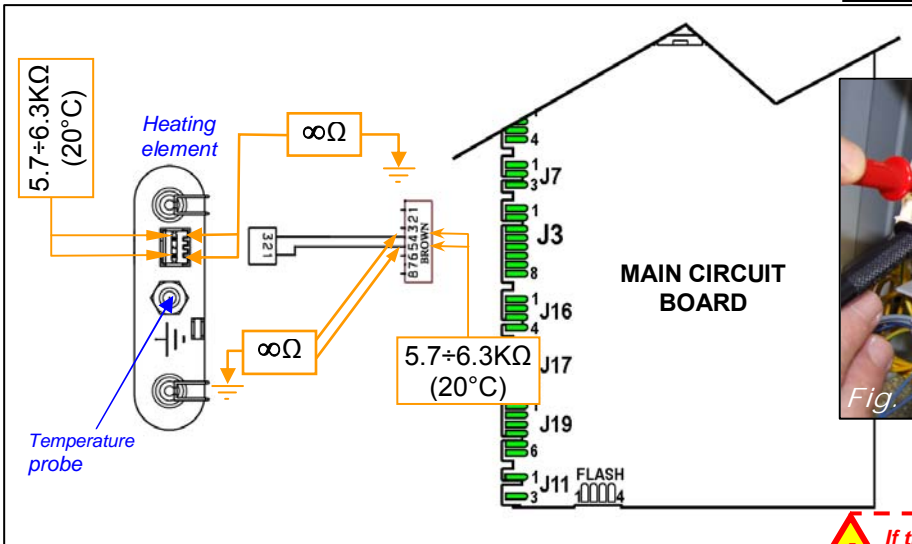 5.7÷6.3KΩ
(20°C)
Heating
element
∞Ω
321
87654321
BROWN
∞Ω
5.7÷6.3KΩ
(20°C)
Temperature
probe
4
1
J7
3
1
J3
8
1
J16
4
J17
1
J19
6
1
J11
3
FLASH
1
4
MAIN CIRCUIT
BOARD
Fig.
If t